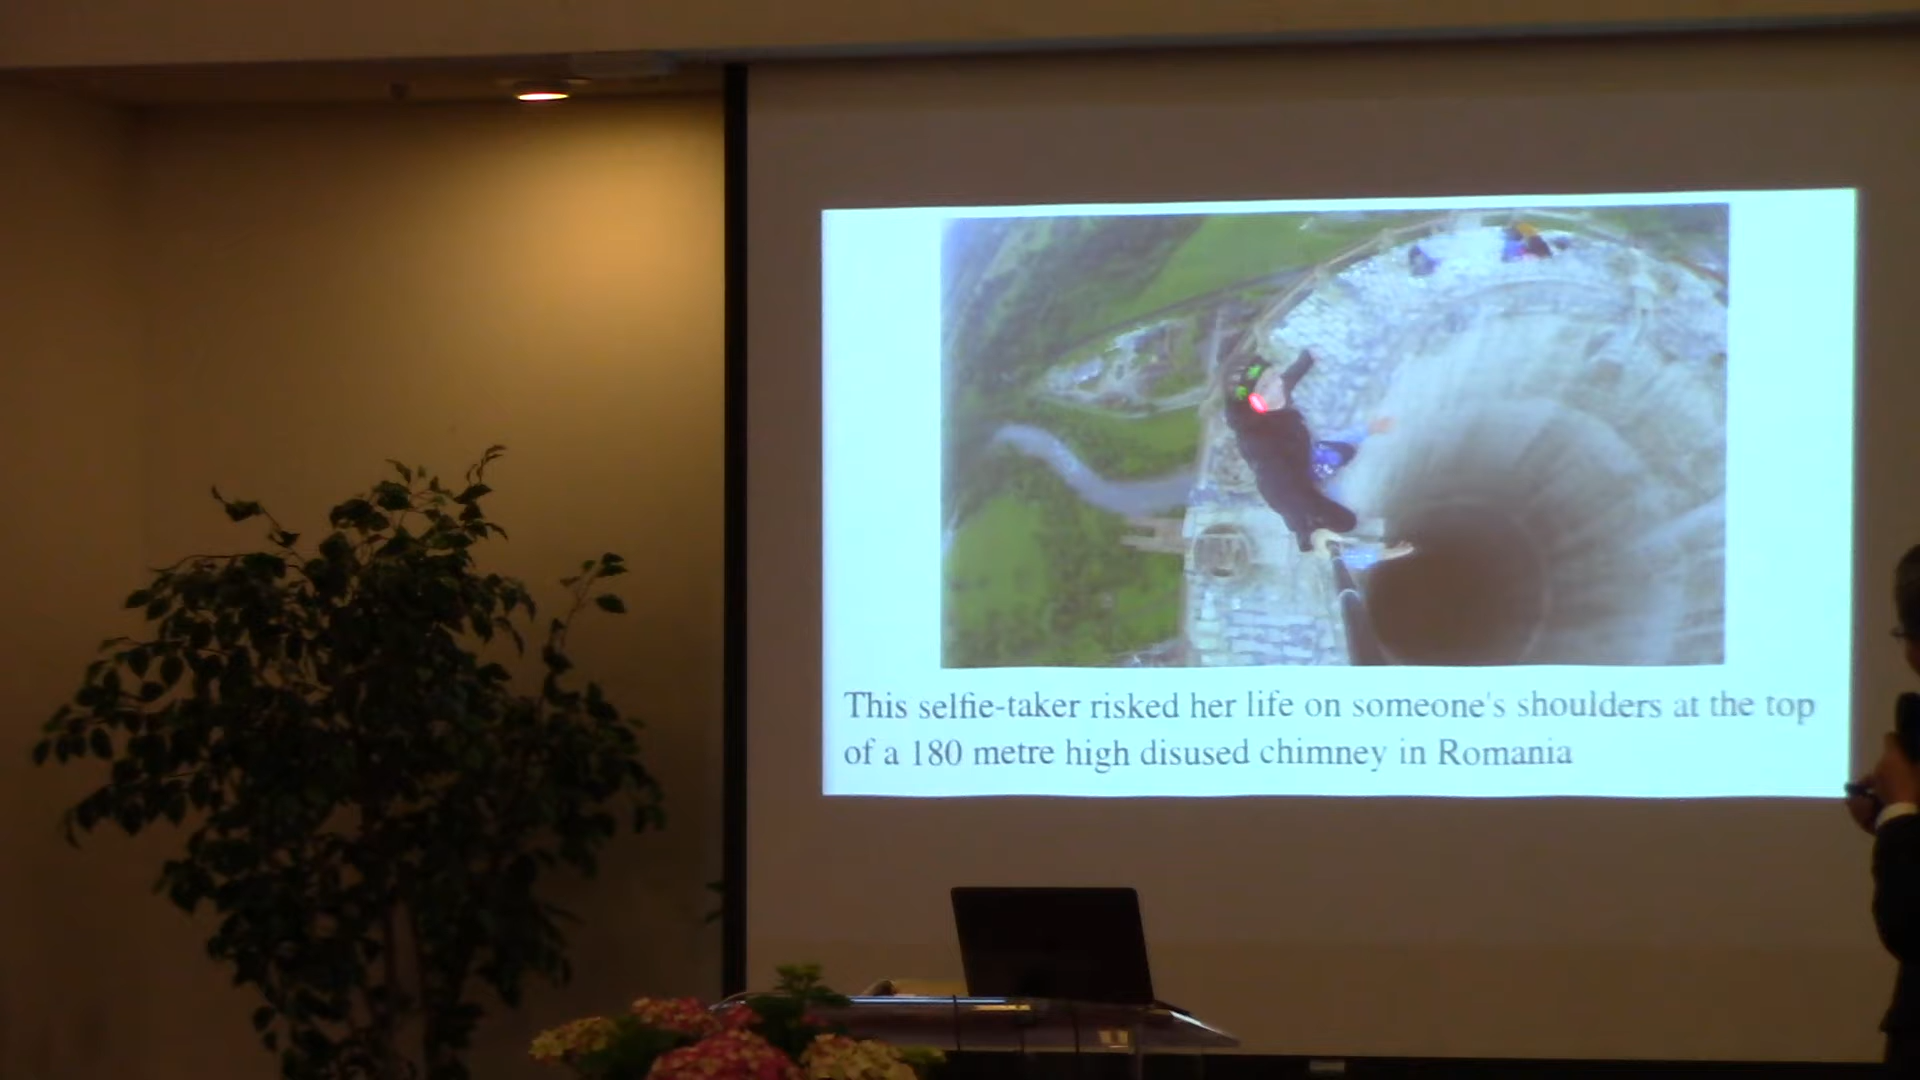 This selfie-taker risked her life on someone's shoulders at the top
of a 180 metre high disused chimney in Romania